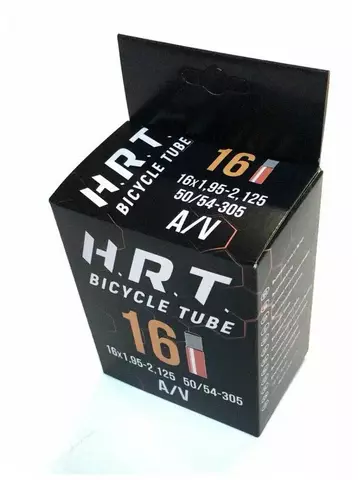 H.R.T.
BICYCLE TUBE
16
16x1,95-2,125
50/54-305
A/V
H.R.T.
BICYCLE TUBE
16
16x1,95-2,125 50/54-305
A/V